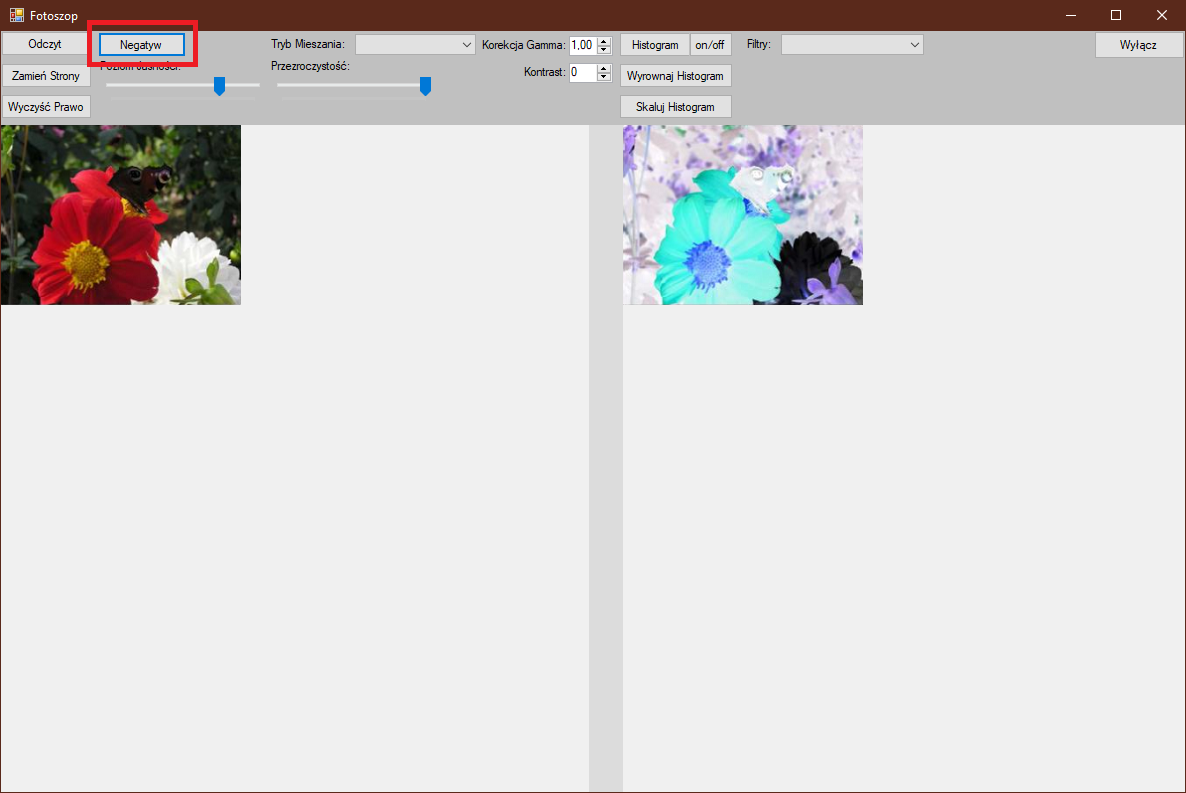 Fotoszop
Odczyt
Negatyw
Tryb Mieszania:
Korekcja Gamma: 1,00
Histogram
on/off
Filtry:
Wyłącz
Zamień Strony
Poziom Jasności:
Przezroczystość:
Kontrast: 0
Wyrownaj Histogram
Wyczyść Prawo
Skaluj Histogram